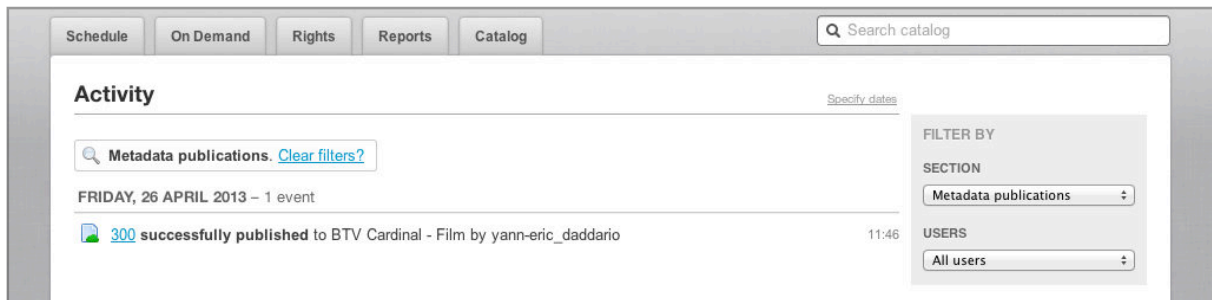 Schedule On Demand Rights Reports Catalog Search catalog
Activity Specify dates
FILTER BY
Metadata publications. Clear filters?
SECTION
FRIDAY, 26 APRIL 2013 – 1 event Metadata publications
300 successfully published to BTV Cardinal - Film by yann-eric_daddario 11:46 USERS
All users